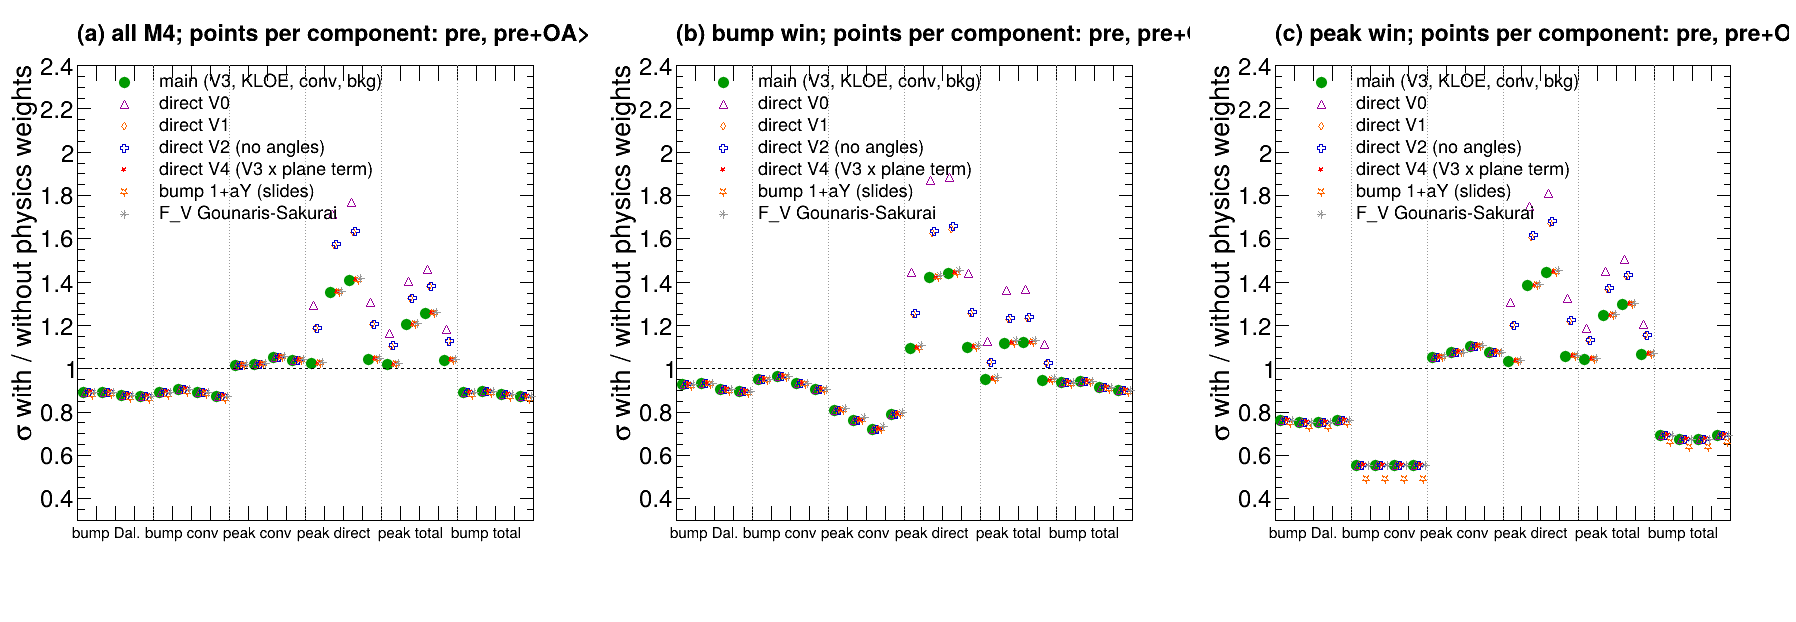 (a) all M4; points per component: pre, pre+OA>
σ with / without physics weights
2.4
2.2
2
1.8
1.6
1.4
1.2
1
0.8
0.6
0.4
main (V3, KLOE, conv, bkg)
direct V0
direct V1
direct V2 (no angles)
direct V4 (V3 x plane term)
bump 1+aY (slides)
F_V Gounaris-Sakurai
bump Dal. bump conv peak conv peak direct peak total bump total
(b) bump win; points per component: pre, pre+
σ with / without physics weights
2.4
2.2
2
1.8
1.6
1.4
1.2
1
0.8
0.6
0.4
main (V3, KLOE, conv, bkg)
direct V0
direct V1
direct V2 (no angles)
direct V4 (V3 x plane term)
bump 1+aY (slides)
F_V Gounaris-Sakurai
bump Dal. bump conv peak conv peak direct peak total bump total
(c) peak win; points per component: pre, pre+O
σ with / without physics weights
2.4
2.2
2
1.8
1.6
1.4
1.2
1
0.8
0.6
0.4
main (V3, KLOE, conv, bkg)
direct V0
direct V1
direct V2 (no angles)
direct V4 (V3 x plane term)
bump 1+aY (slides)
F_V Gounaris-Sakurai
bump Dal. bump conv peak conv peak direct peak total bump total